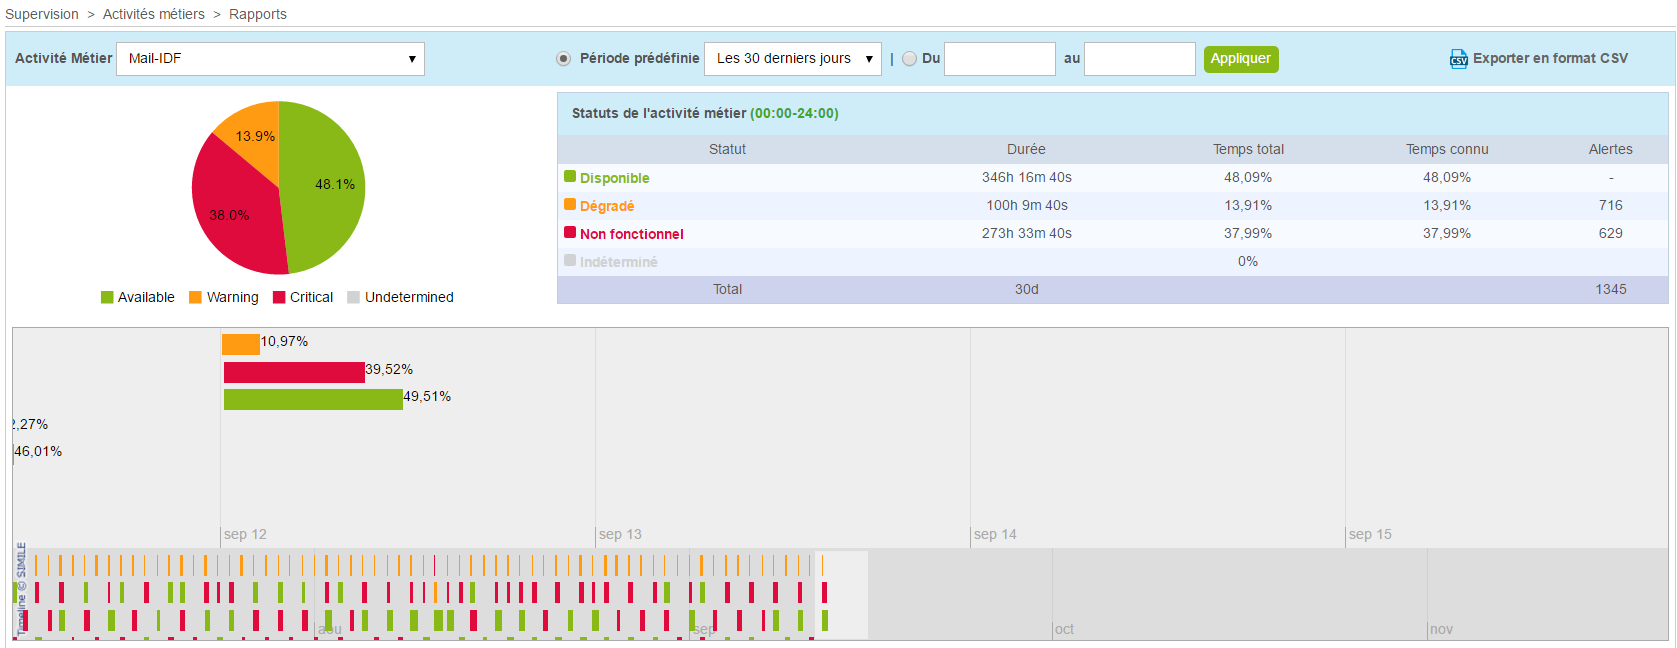 Supervision > Activités métiers > Rapports
Activité Métier Mail-IDF Période prédéfinie Les 30 derniers jours | Du au Appliquer CSV Exporter en format CSV
13.9%
48.1%
38.0%
Available Warning Critical Undetermined
Statuts de l'activité métier (00:00-24:00)
Statut Durée Temps total Temps connu Alertes
Disponible 346h 16m 40s 48,09% 48,09% -
Dégradé 100h 9m 40s 13,91% 13,91% 716
Non fonctionnel 273h 33m 40s 37,99% 37,99% 629
Indéterminé 0%
Total 30d 1345
10,97%
39,52%
49,51%
2,27%
46,01%
sep 12 sep 13 sep 14 sep 15
Timeline © SIMILE
aou sep oct nov